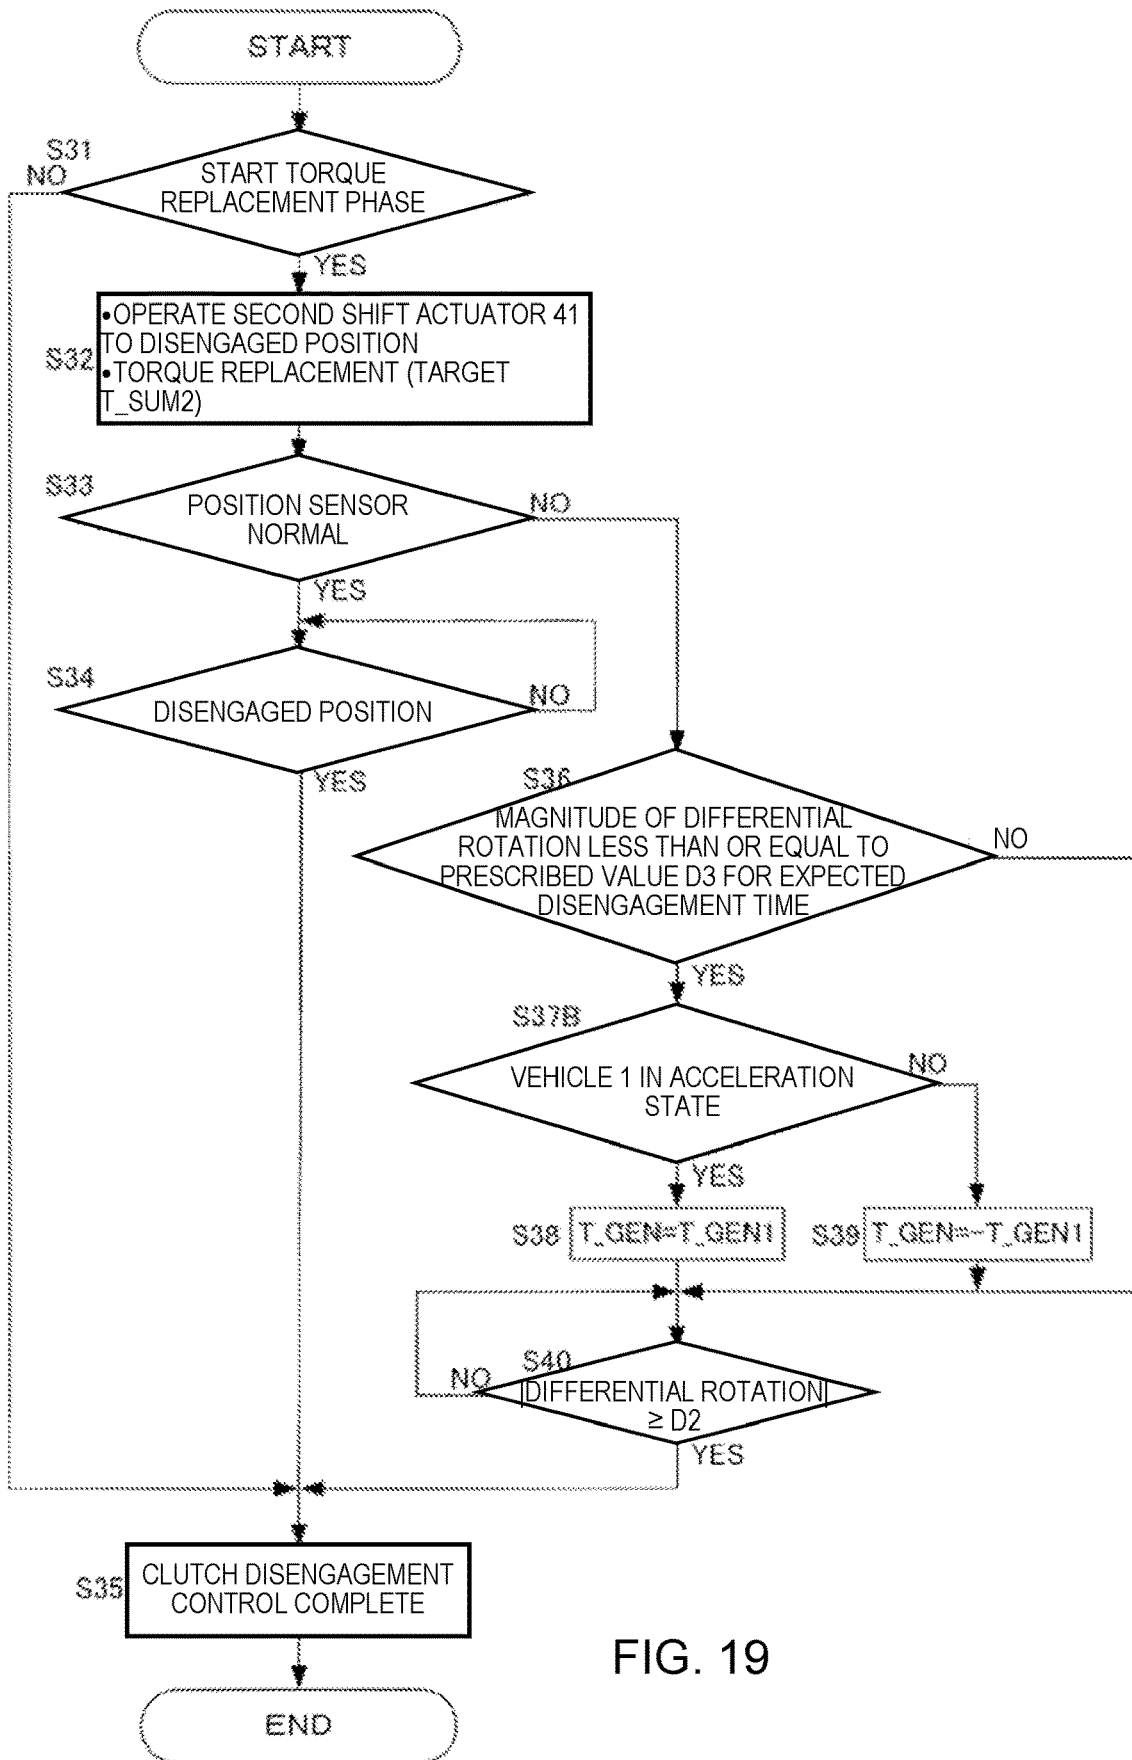 START
S31
NO
START TORQUE
REPLACEMENT PHASE
YES
S32
•OPERATE SECOND SHIFT ACTUATOR 41
TO DISENGAGED POSITION
•TORQUE REPLACEMENT (TARGET
T_SUM2)
S33
POSITION SENSOR
NORMAL
NO
YES
S34
DISENGAGED POSITION
NO
YES
S36
MAGNITUDE OF DIFFERENTIAL
ROTATION LESS THAN OR EQUAL TO
PRESCRIBED VALUE D3 FOR EXPECTED
DISENGAGEMENT TIME
NO
YES
S37B
VEHICLE 1 IN ACCELERATION
STATE
NO
YES
S38
T_GEN=T_GEN1
S39
T_GEN=-T_GEN1
S40
NO
|DIFFERENTIAL ROTATION|
≥ D2
YES
S35
CLUTCH DISENGAGEMENT
CONTROL COMPLETE
END
FIG. 19